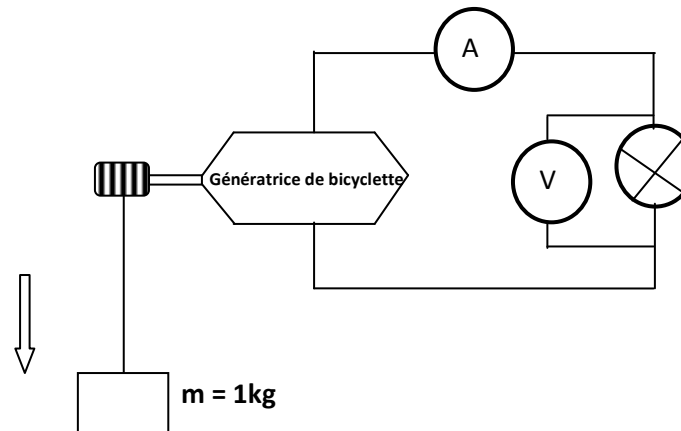 A
Génératrice de bicyclette
V
m = 1kg